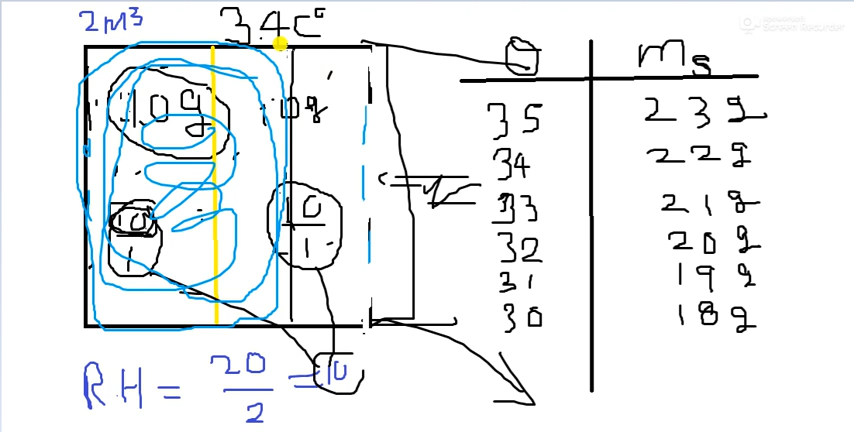 2M³ 34C°
θ ms
10g 10g
35 23g
34 22g
33 21g
10/1 10/1
32 20g
31 19g
30 18g
RH = 20/2 = 10